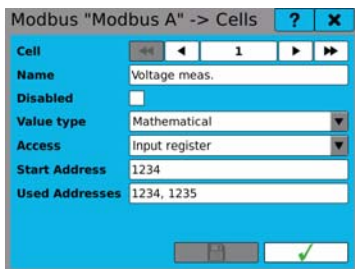 Modbus "Modbus A" -> Cells ? x
Cell 1
Name Voltage meas.
Disabled
Value type Mathematical
Access Input register
Start Address 1234
Used Addresses 1234, 1235